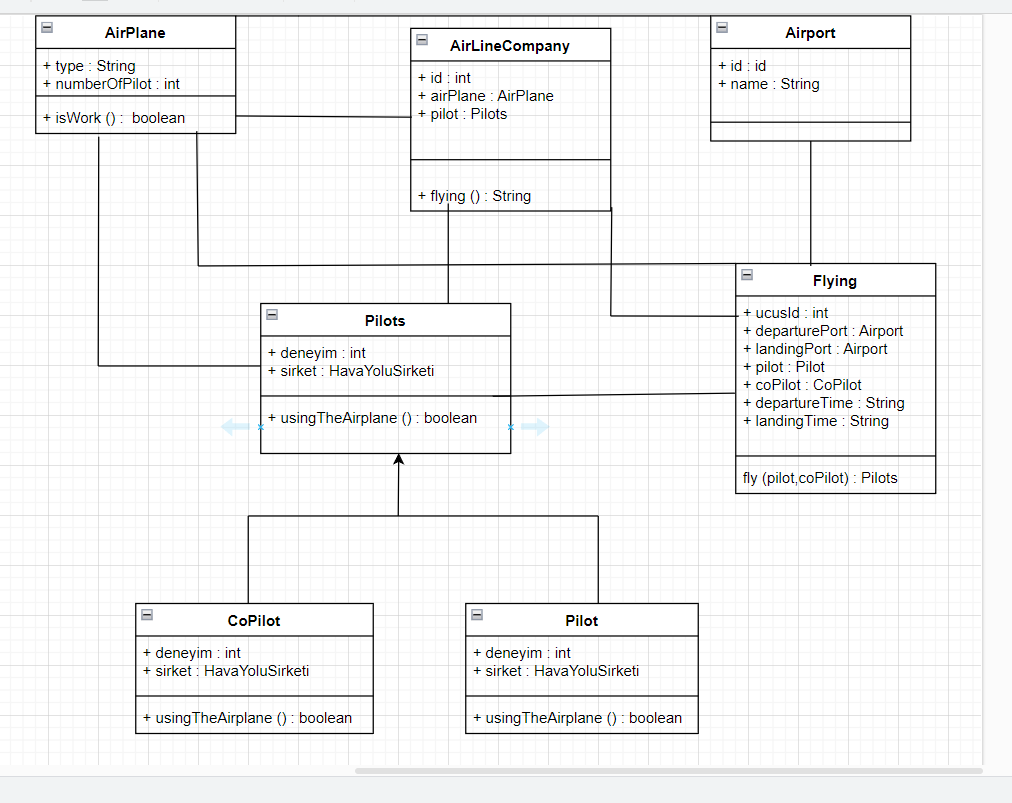 AirPlane
+ type : String
+ numberOfPilot : int
+ isWork () : boolean
AirLineCompany
+ id : int
+ airPlane : AirPlane
+ pilot : Pilots
+ flying () : String
Airport
+ id : id
+ name : String
Pilots
+ deneyim : int
+ sirket : HavaYoluSirketi
+ usingTheAirplane () : boolean
Flying
+ ucusId : int
+ departurePort : Airport
+ landingPort : Airport
+ pilot : Pilot
+ coPilot : CoPilot
+ departureTime : String
+ landingTime : String
fly (pilot,coPilot) : Pilots
CoPilot
+ deneyim : int
+ sirket : HavaYoluSirketi
+ usingTheAirplane () : boolean
Pilot
+ deneyim : int
+ sirket : HavaYoluSirketi
+ usingTheAirplane () : boolean